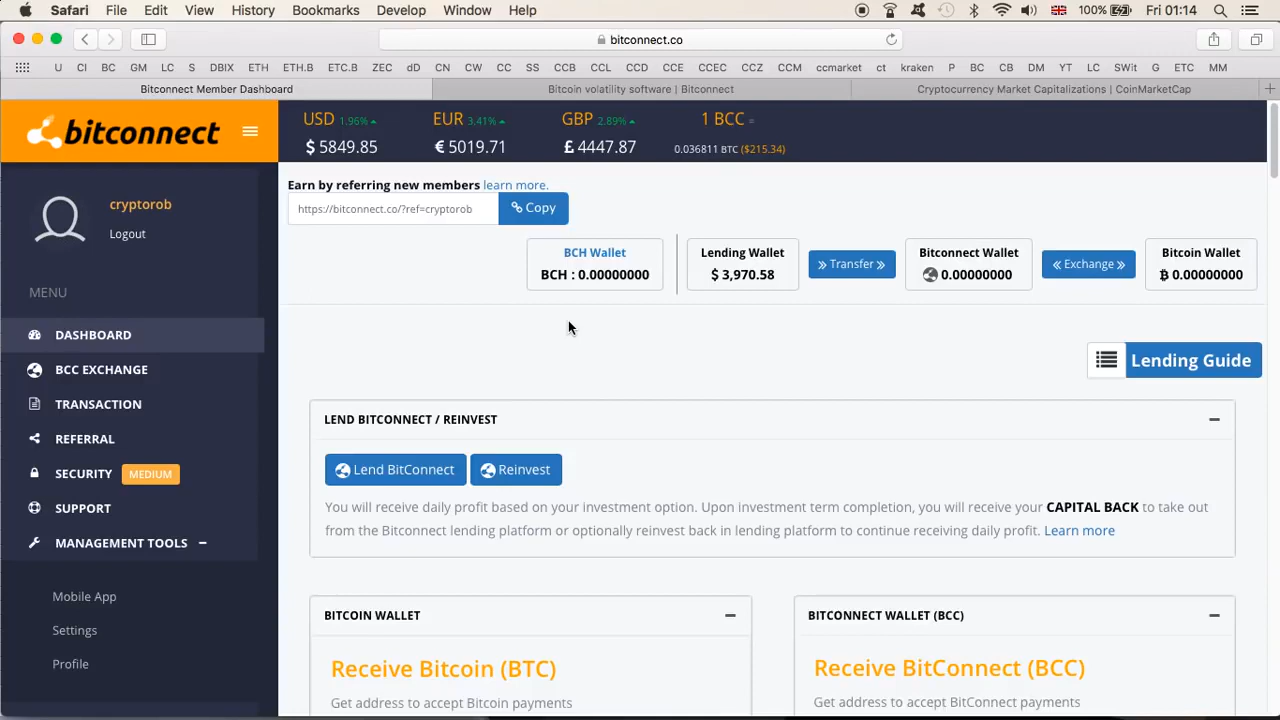 Safari File Edit View History Bookmarks Develop Window Help 100% Fri 01:14
bitconnect.co
U CI BC GM LC S DBIX ETH ETH.B ETC.B ZEC dD CN CW CC SS CCB CCL CCD CCE CCEC CCZ CCM ccmarket ct kraken P BC CB DM YT LC SWit G ETC MM
Bitconnect Member Dashboard Bitcoin volatility software | Bitconnect Cryptocurrency Market Capitalizations | CoinMarketCap
bitconnect
USD 1.96% EUR 3.41% GBP 2.89% 1 BCC =
$ 5849.85 € 5019.71 £ 4447.87 0.036811 BTC ($215.34)
cryptorob
Logout
MENU
DASHBOARD
BCC EXCHANGE
TRANSACTION
REFERRAL
SECURITY MEDIUM
SUPPORT
MANAGEMENT TOOLS
Mobile App
Settings
Profile
Earn by referring new members learn more.
https://bitconnect.co/?ref=cryptorob Copy
BCH Wallet
BCH : 0.00000000
Lending Wallet
$ 3,970.58
Transfer
Bitconnect Wallet
0.00000000
Exchange
Bitcoin Wallet
฿ 0.00000000
Lending Guide
LEND BITCONNECT / REINVEST
Lend BitConnect Reinvest
You will receive daily profit based on your investment option. Upon investment term completion, you will receive your CAPITAL BACK to take out
from the Bitconnect lending platform or optionally reinvest back in lending platform to continue receiving daily profit. Learn more
BITCOIN WALLET
Receive Bitcoin (BTC)
Get address to accept Bitcoin payments
BITCONNECT WALLET (BCC)
Receive BitConnect (BCC)
Get address to accept BitConnect payments